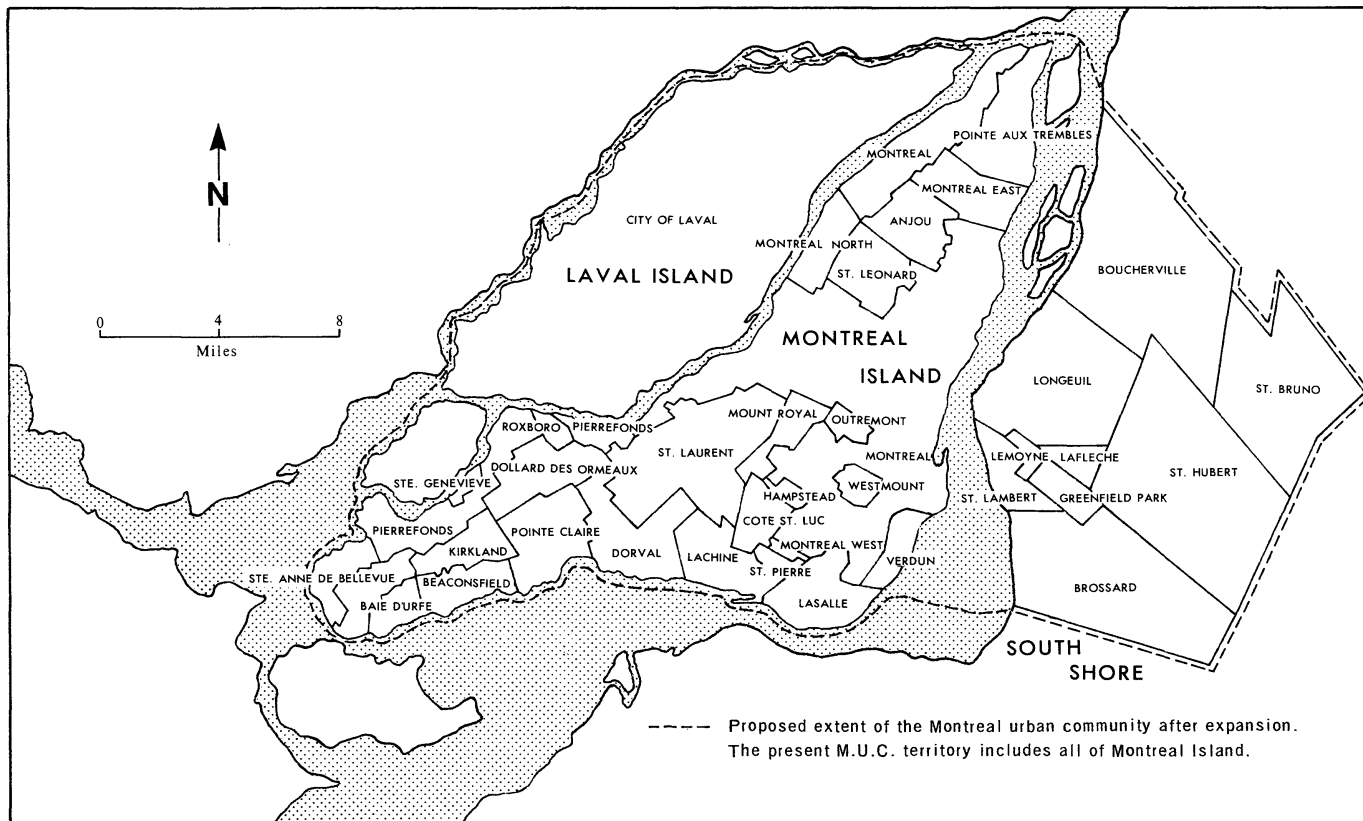 POINTE AUX TREMBLES
MONTREAL
MONTREAL EAST
N
CITY OF LAVAL
ANJOU
MONTREAL NORTH
LAVAL ISLAND
ST. LEONARD
BOUCHERVILLE
0 4 8
Miles
MONTREAL
ISLAND
LONGEUIL
ST. BRUNO
MOUNT ROYAL
OUTREMONT
ROXBORO
PIERREFONDS
ST. LAURENT
MONTREAL
LEMOYNE
LAFLECHE
DOLLARD DES ORMEAUX
ST. HUBERT
STE. GENEVIEVE
WESTMOUNT
HAMPSTEAD
ST. LAMBERT
GREENFIELD PARK
COTE ST. LUC
PIERREFONDS
POINTE CLAIRE
MONTREAL WEST
KIRKLAND
DORVAL
LACHINE
VERDUN
ST. PIERRE
STE. ANNE DE BELLEVUE
BEACONSFIELD
BROSSARD
BAIE D'URFE
LASALLE
SOUTH
SHORE
Proposed extent of the Montreal urban community after expansion.
The present M.U.C. territory includes all of Montreal Island.